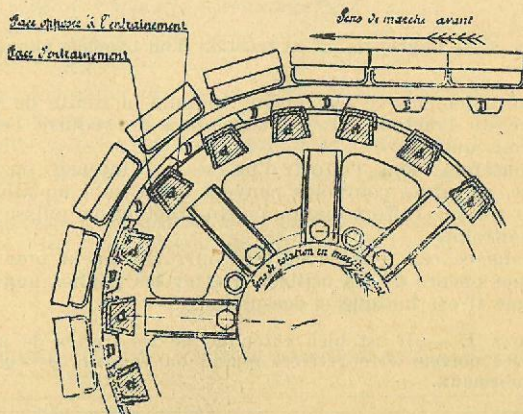 Face opposée à l'entraînement
Sens de marche avant
Face d'entraînement
D
D
D
D
d
d
d
d
d
d
d
d
Sens de rotation en marche avant